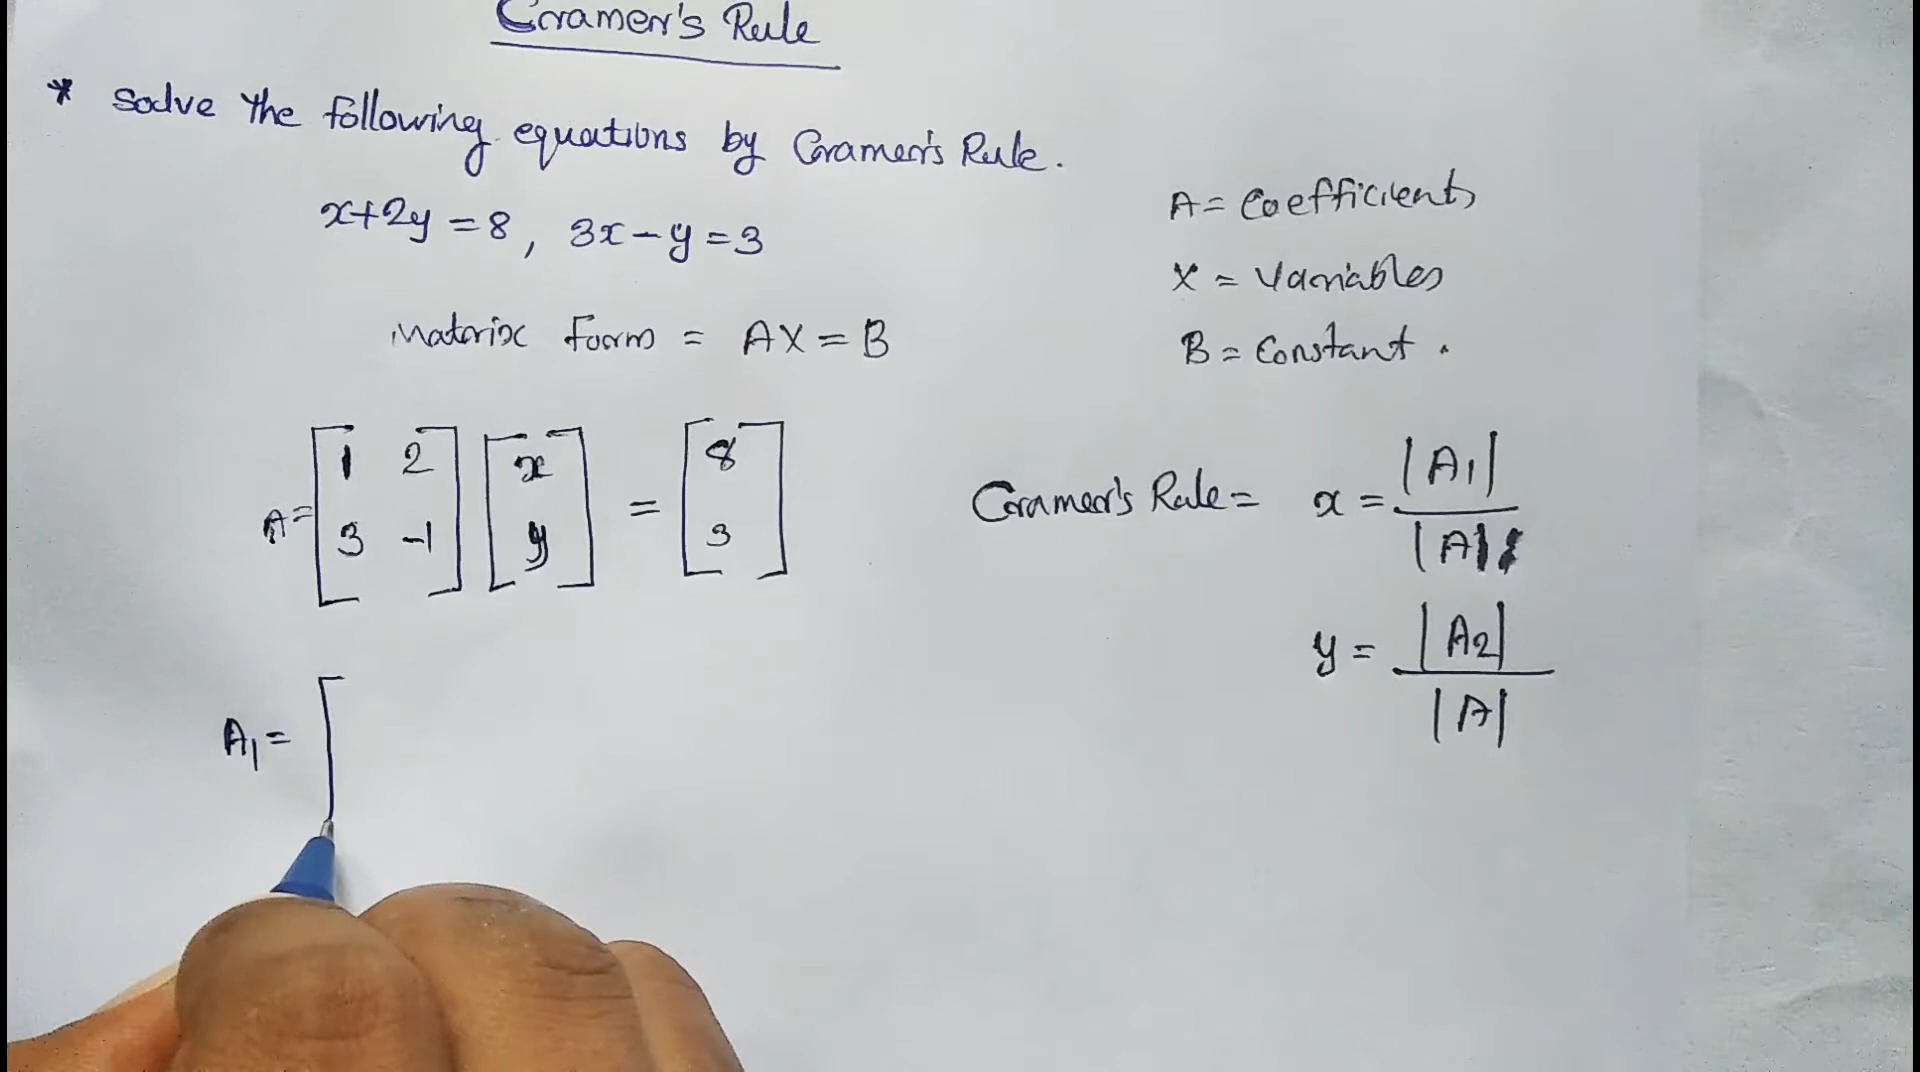 Cramer's Rule
* Solve the following equations by Cramer's Rule.
x+2y = 8, 3x - y = 3
A = Coefficients
X = Variables
B = Constant.
Matrix Form = AX = B
A = [1 2 3 -1] [x y] = [8 3]
Cramer's Rule = x = |A1| / |A|
y = |A2| / |A|
A1 = [